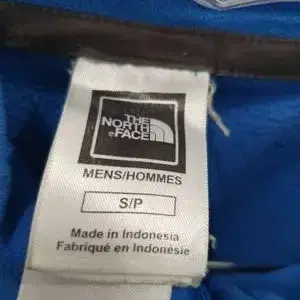 THE
NORTH
FACE
MENS/HOMMES
S/P
Made in Indonesia
Fabriqué en Indonésie